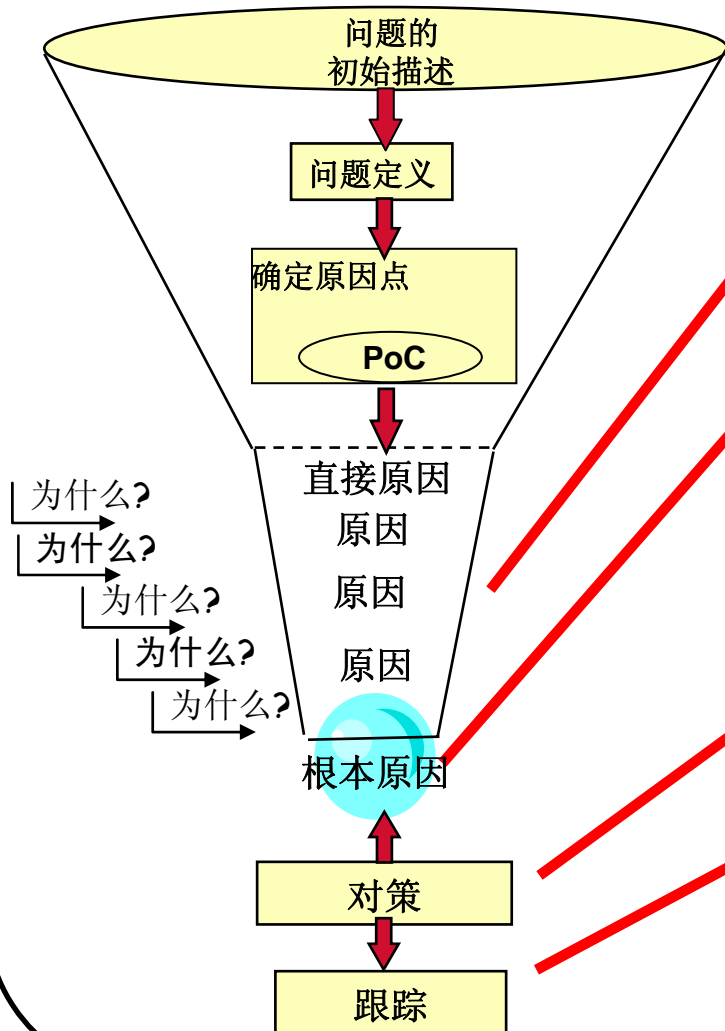 问题的
初始描述
问题定义
确定原因点
PoC
直接原因
为什么?
原因
为什么?
原因
为什么?
为什么?
原因
为什么?
根本原因
对策
跟踪